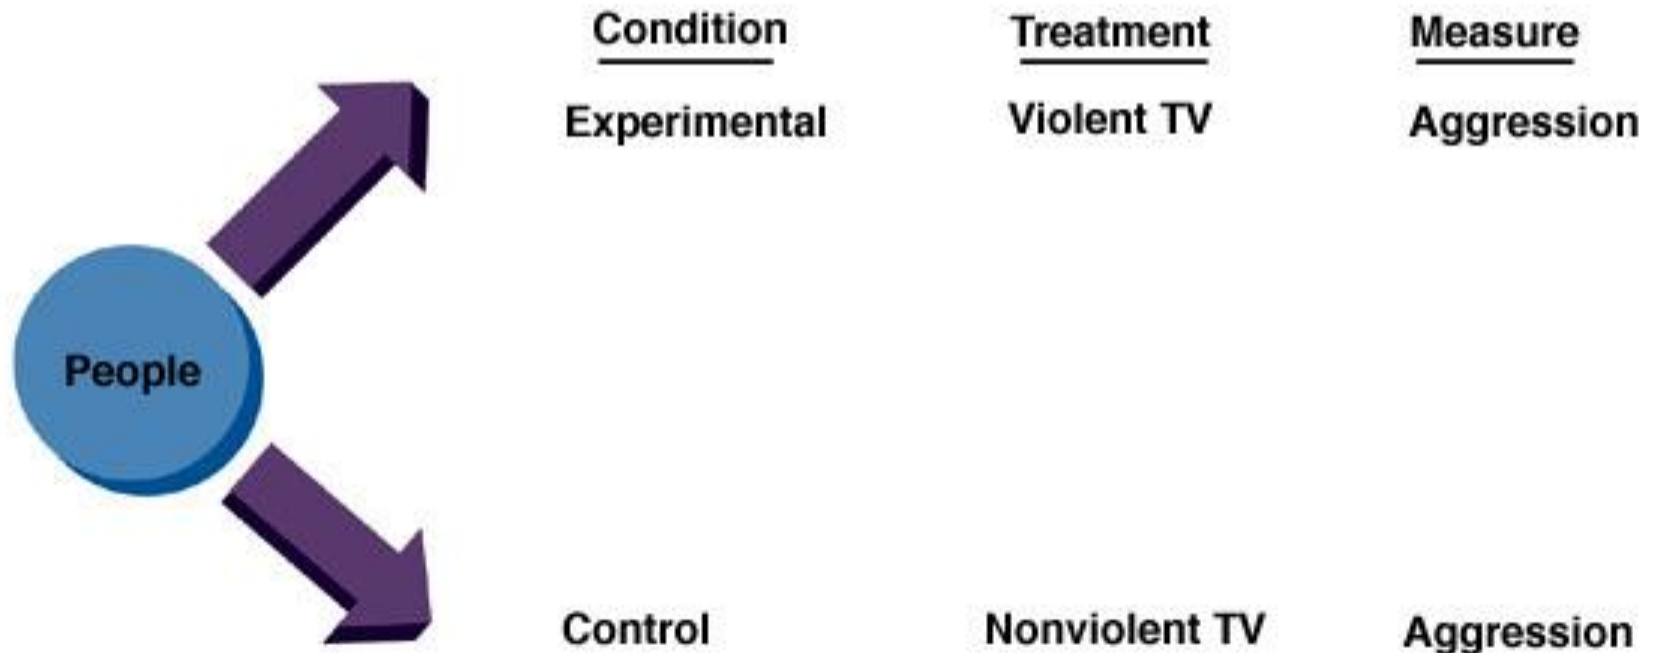 Condition Treatment Measure
Experimental Violent TV Aggression
People
Control Nonviolent TV Aggression